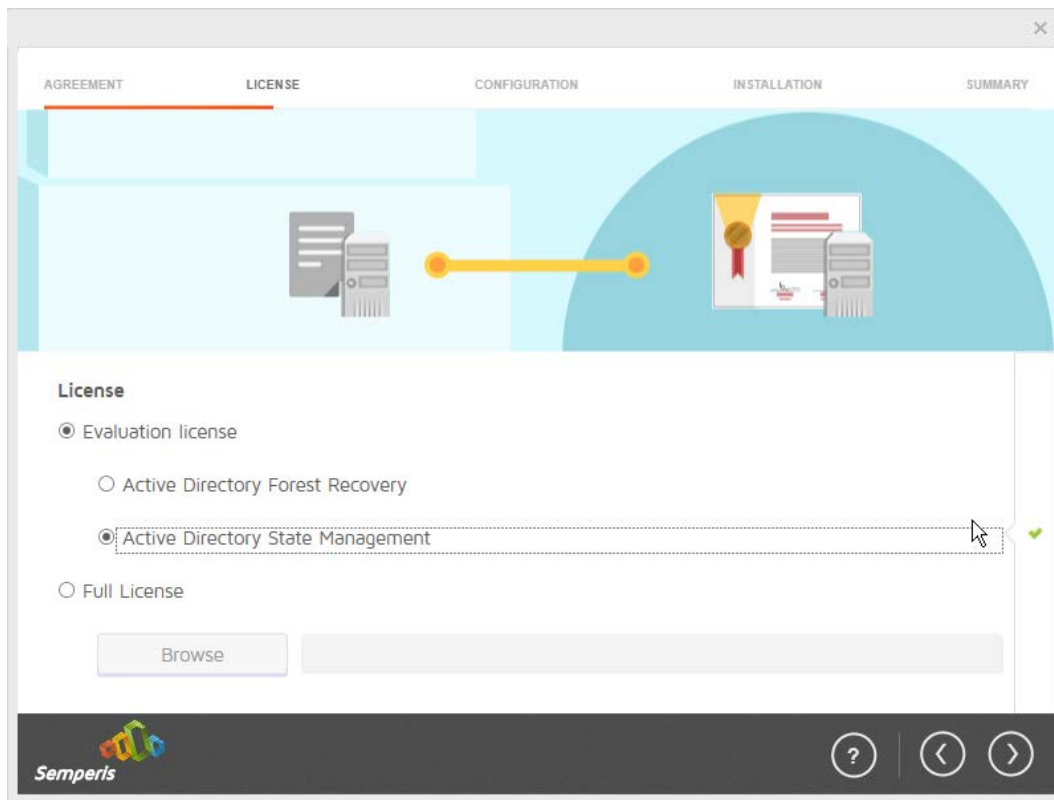 AGREEMENT LICENSE CONFIGURATION INSTALLATION SUMMARY
License
Evaluation license
Active Directory Forest Recovery
Active Directory State Management
Full License
Browse
Semperis
?